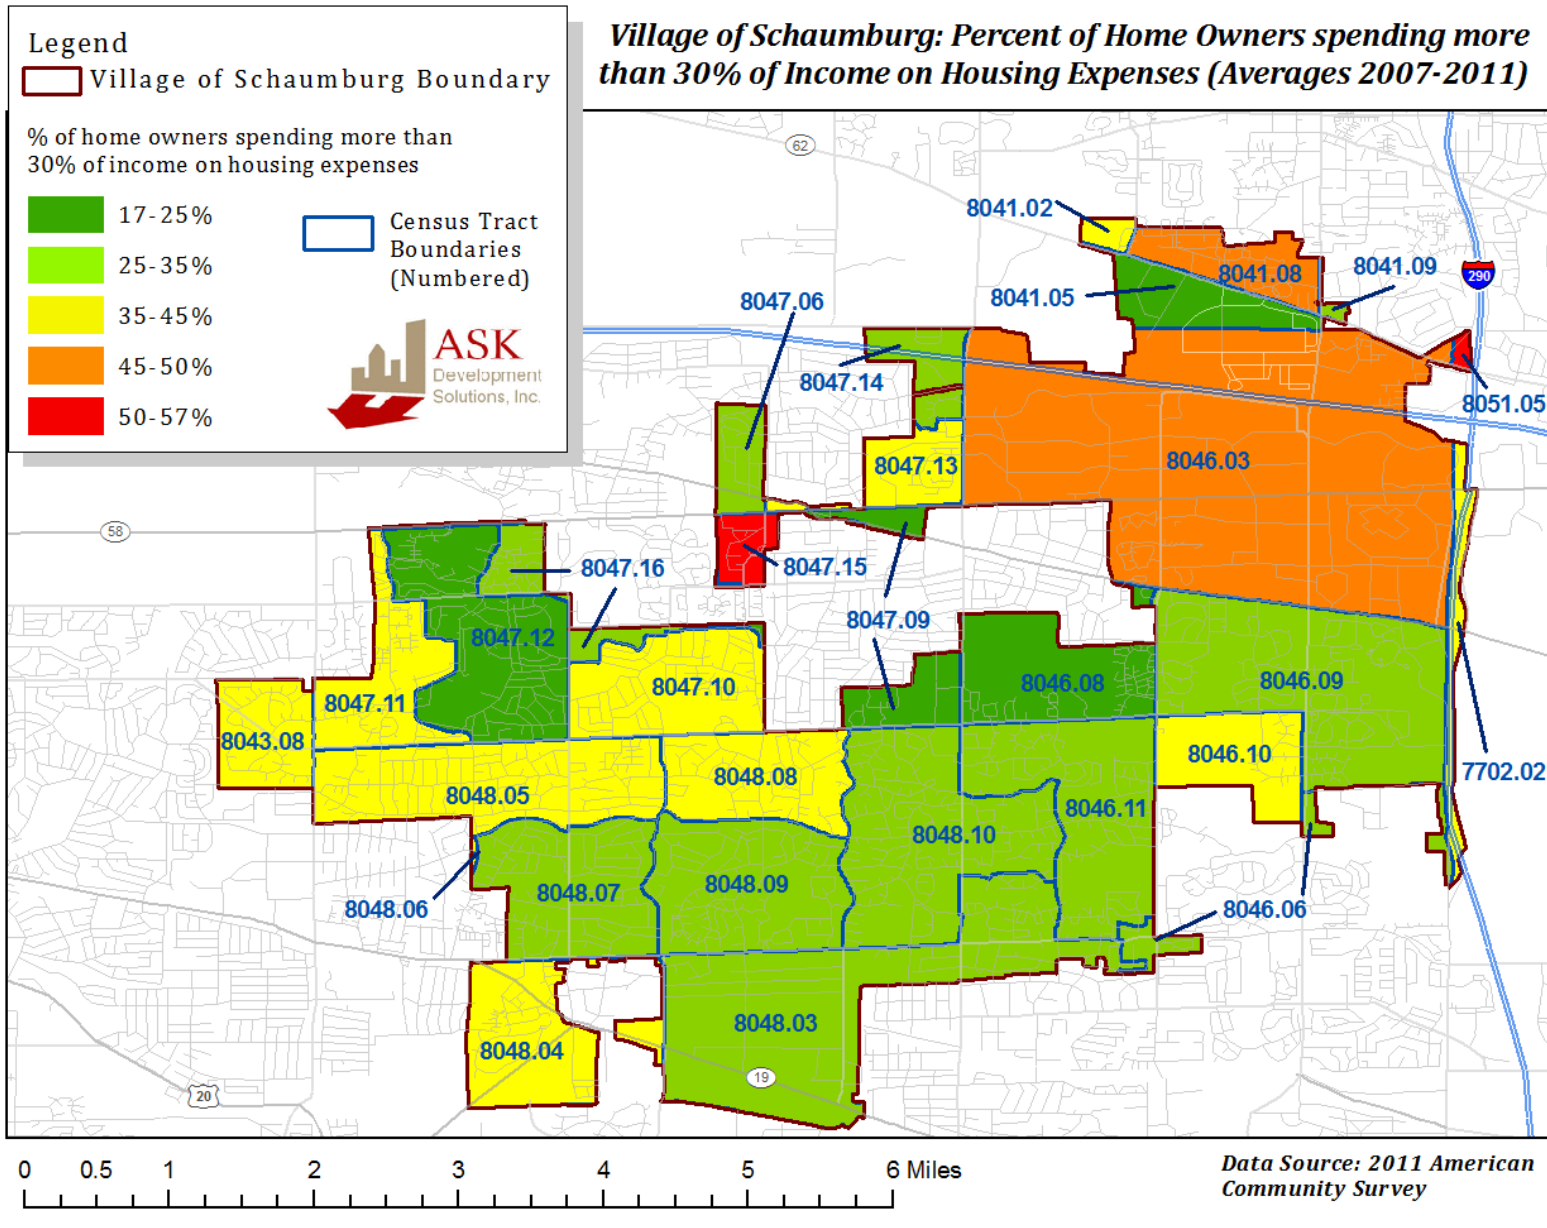 Village of Schaumburg: Percent of Home Owners spending more
than 30% of Income on Housing Expenses (Averages 2007-2011)
Legend
Village of Schaumburg Boundary
% of home owners spending more than
30% of income on housing expenses
17-25%
25-35%
35-45%
45-50%
50-57%
Census Tract
Boundaries
(Numbered)
ASK
Development
Solutions, Inc.
62
8041.02
8041.08
8041.09
290
8041.05
8047.06
8047.14
8051.05
8047.13
8046.03
58
8047.16
8047.15
8047.09
8047.12
8046.08
8046.09
8047.10
8047.11
8043.08
8046.10
7702.02
8048.08
8048.05
8046.11
8048.10
8048.09
8048.07
8048.06
8046.06
8048.03
8048.04
19
20
0 0.5 1 2 3 4 5 6 Miles
Data Source: 2011 American
Community Survey